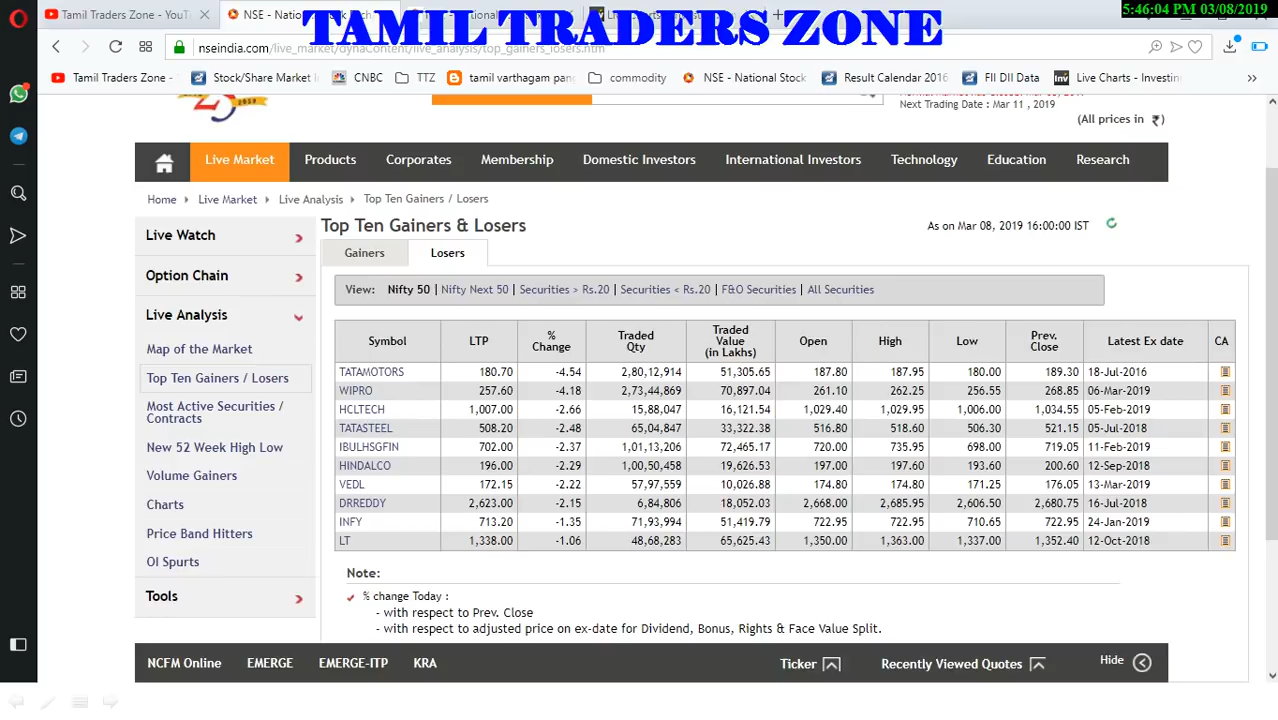 Tamil Traders Zone - YouT
NSE - Natio
TAMIL TRADERS ZONE
5:46:04 PM 03/08/2019
nseindia.com/live_market/dynaContent/live_analysis/top_gainers_losers.htm
Tamil Traders Zone -
Stock/Share Market
CNBC
TTZ
tamil varthagam pan
commodity
NSE - National Stock
Result Calendar 2016
FII DII Data
Live Charts - Investin
Next Trading Date : Mar 11 , 2019
(All prices in ₹)
Live Market
Products
Corporates
Membership
Domestic Investors
International Investors
Technology
Education
Research
Home
Live Market
Live Analysis
Top Ten Gainers / Losers
Live Watch
Option Chain
Live Analysis
Map of the Market
Top Ten Gainers / Losers
Most Active Securities /
Contracts
New 52 Week High Low
Volume Gainers
Charts
Price Band Hitters
OI Spurts
Tools
Top Ten Gainers & Losers
As on Mar 08, 2019 16:00:00 IST
Gainers
Losers
View: Nifty 50 | Nifty Next 50 | Securities > Rs.20 | Securities < Rs.20 | F&O Securities | All Securities
Symbol LTP % Change Traded Qty Traded Value (in Lakhs) Open High Low Prev. Close Latest Ex date CA
TATAMOTORS 180.70 -4.54 2,80,12,914 51,305.65 187.80 187.95 180.00 189.30 18-Jul-2016
WIPRO 257.60 -4.18 2,73,44,869 70,897.04 261.10 262.25 256.55 268.85 06-Mar-2019
HCLTECH 1,007.00 -2.66 15,88,047 16,121.54 1,029.40 1,029.95 1,006.00 1,034.55 05-Feb-2019
TATASTEEL 508.20 -2.48 65,04,847 33,322.38 516.80 518.60 506.30 521.15 05-Jul-2018
IBULHSGFIN 702.00 -2.37 1,01,13,206 72,465.17 720.00 735.95 698.00 719.05 11-Feb-2019
HINDALCO 196.00 -2.29 1,00,50,458 19,626.53 197.00 197.60 193.60 200.60 12-Sep-2018
VEDL 172.15 -2.22 57,97,559 10,026.88 174.80 174.80 171.25 176.05 13-Mar-2019
DRREDDY 2,623.00 -2.15 6,84,806 18,052.03 2,668.00 2,685.95 2,606.50 2,680.75 16-Jul-2018
INFY 713.20 -1.35 71,93,994 51,419.79 722.95 722.95 710.65 722.95 24-Jan-2019
LT 1,338.00 -1.06 48,68,283 65,625.43 1,350.00 1,363.00 1,337.00 1,352.40 12-Oct-2018
Note:
% change Today :
- with respect to Prev. Close
- with respect to adjusted price on ex-date for Dividend, Bonus, Rights & Face Value Split.
NCFM Online
EMERGE
EMERGE-ITP
KRA
Ticker
Recently Viewed Quotes
Hide